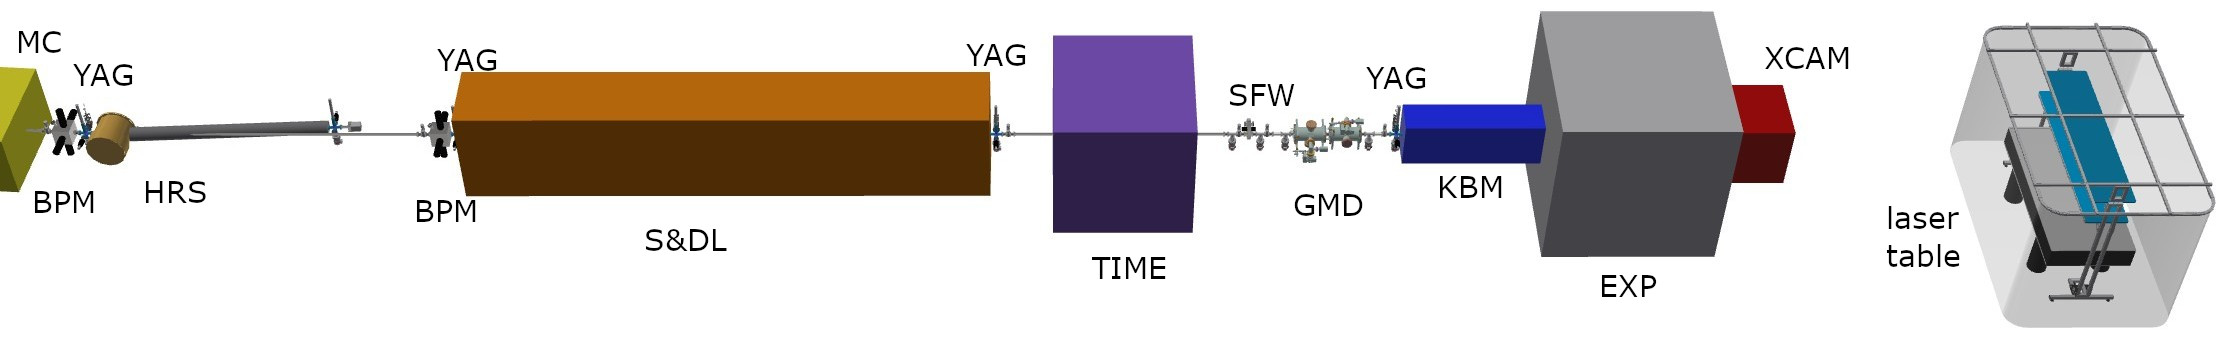 MC
YAG
BPM
HRS
YAG
BPM
S&DL
YAG
TIME
SFW
GMD
YAG
KBM
EXP
XCAM
laser
table